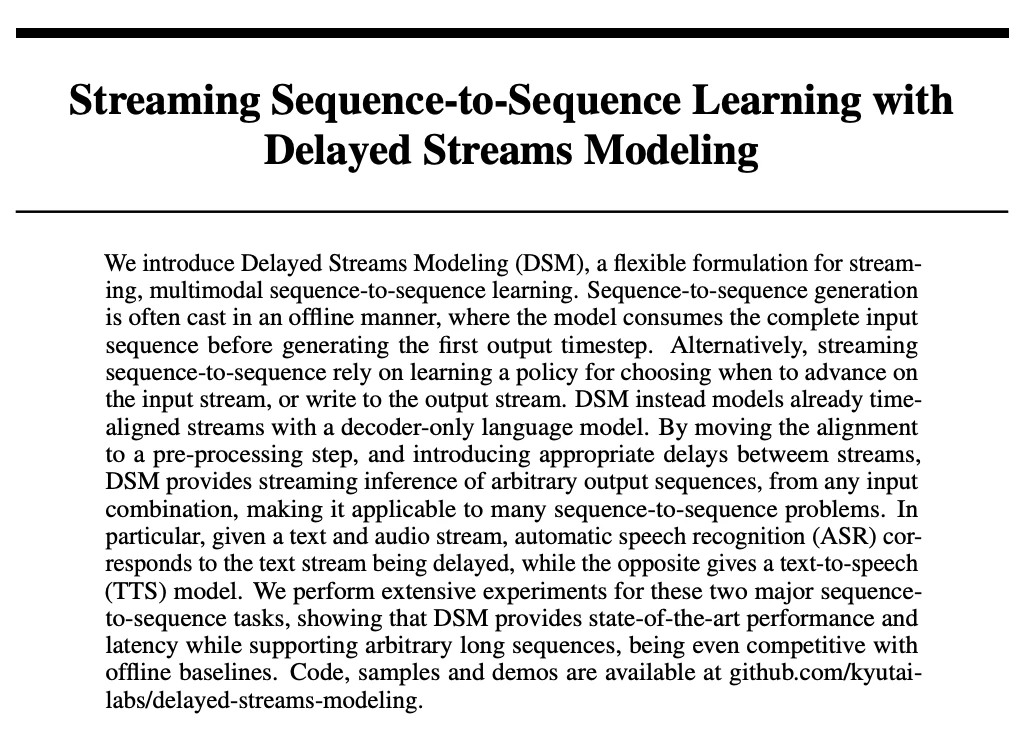 Streaming Sequence-to-Sequence Learning with
Delayed Streams Modeling
We introduce Delayed Streams Modeling (DSM), a flexible formulation for stream-
ing, multimodal sequence-to-sequence learning. Sequence-to-sequence generation
is often cast in an offline manner, where the model consumes the complete input
sequence before generating the first output timestep. Alternatively, streaming
sequence-to-sequence rely on learning a policy for choosing when to advance on
the input stream, or write to the output stream. DSM instead models already time-
aligned streams with a decoder-only language model. By moving the alignment
to a pre-processing step, and introducing appropriate delays betweem streams,
DSM provides streaming inference of arbitrary output sequences, from any input
combination, making it applicable to many sequence-to-sequence problems. In
particular, given a text and audio stream, automatic speech recognition (ASR) cor-
responds to the text stream being delayed, while the opposite gives a text-to-speech
(TTS) model. We perform extensive experiments for these two major sequence-
to-sequence tasks, showing that DSM provides state-of-the-art performance and
latency while supporting arbitrary long sequences, being even competitive with
offline baselines. Code, samples and demos are available at github.com/kyutai-
labs/delayed-streams-modeling.